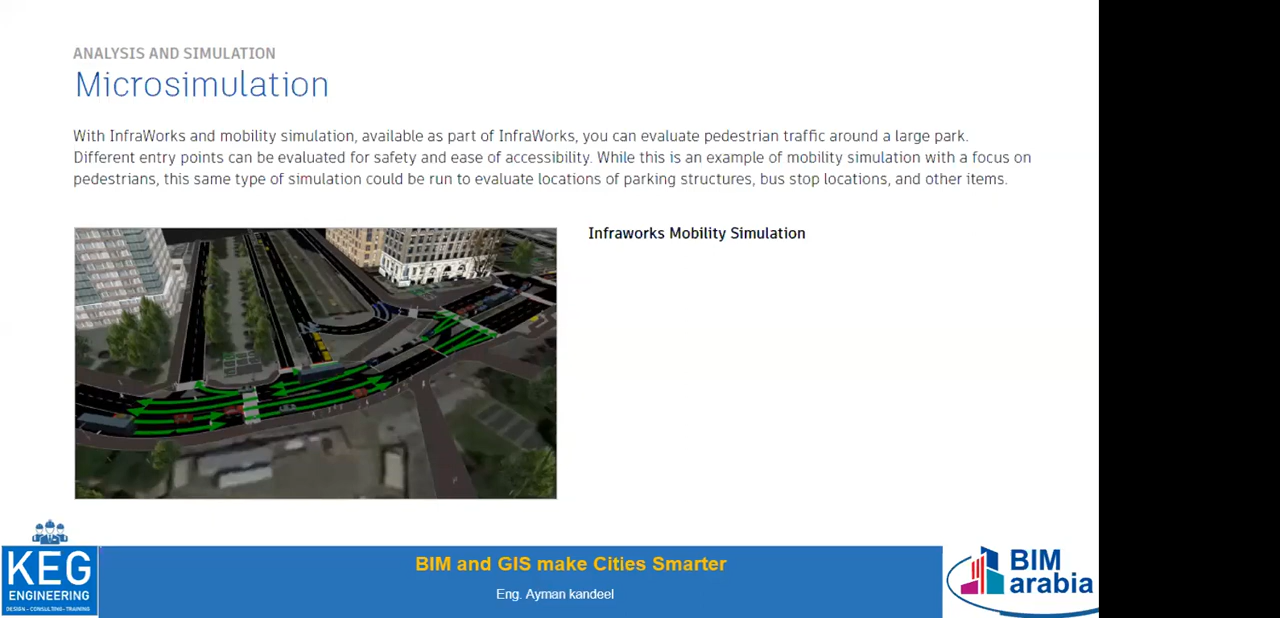 ANALYSIS AND SIMULATION
Microsimulation
With InfraWorks and mobility simulation, available as part of InfraWorks, you can evaluate pedestrian traffic around a large park.
Different entry points can be evaluated for safety and ease of accessibility. While this is an example of mobility simulation with a focus on
pedestrians, this same type of simulation could be run to evaluate locations of parking structures, bus stop locations, and other items.
Infraworks Mobility Simulation
KEG
ENGINEERING
DESIGN - CONSULTING - TRAINING
BIM and GIS make Cities Smarter
Eng. Ayman kandeel
BIM
arabia